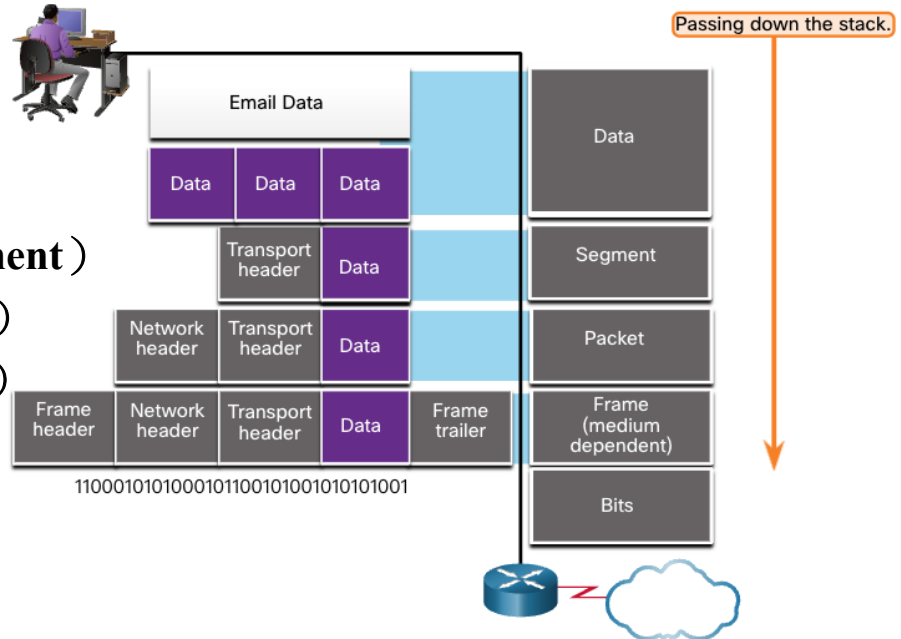 Passing down the stack.
Email Data
Data
Data
Data
Data
ment）
Transport
header
Data
Segment
）
Network
header
Transport
header
Data
Packet
）
Frame
header
Network
header
Transport
header
Data
Frame
trailer
Frame
(medium
dependent)
1100010101000101100101001010101001
Bits